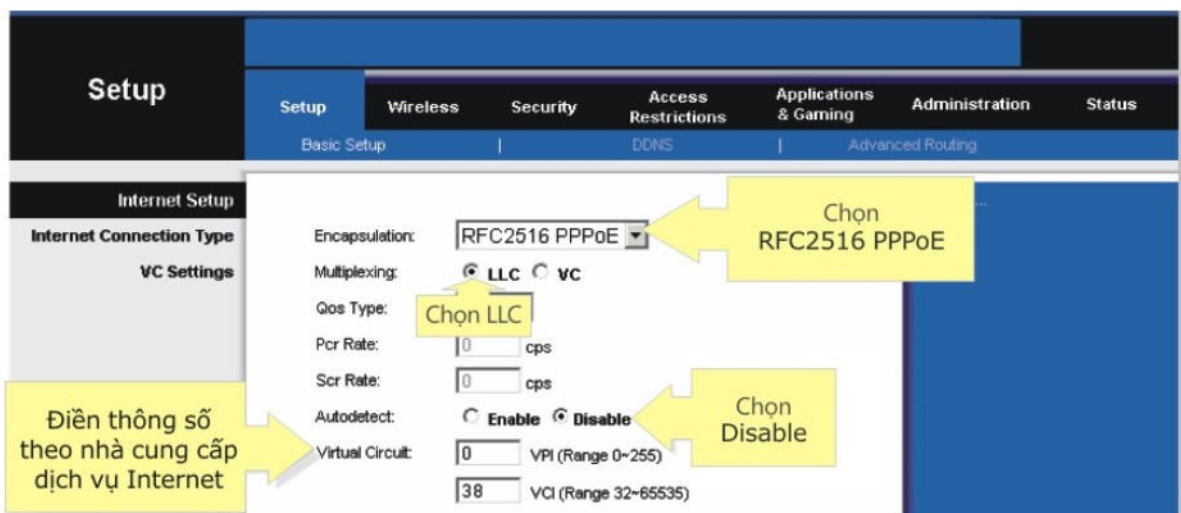 Setup
Setup Wireless Security Access Restrictions Applications & Gaming Administration Status
Basic Setup | DDNS | Advanced Routing
Internet Setup
Internet Connection Type
VC Settings
Encapsulation: RFC2516 PPPoE
Chọn
RFC2516 PPPoE
Multiplexing: LLC VC
Chọn LLC
Qos Type:
Pcr Rate: 0 cps
Scr Rate: 0 cps
Autodetect: Enable Disable
Chọn
Disable
Điền thông số
theo nhà cung cấp
dịch vụ Internet
Virtual Circuit: 0 VPI (Range 0~255)
38 VCI (Range 32~65535)